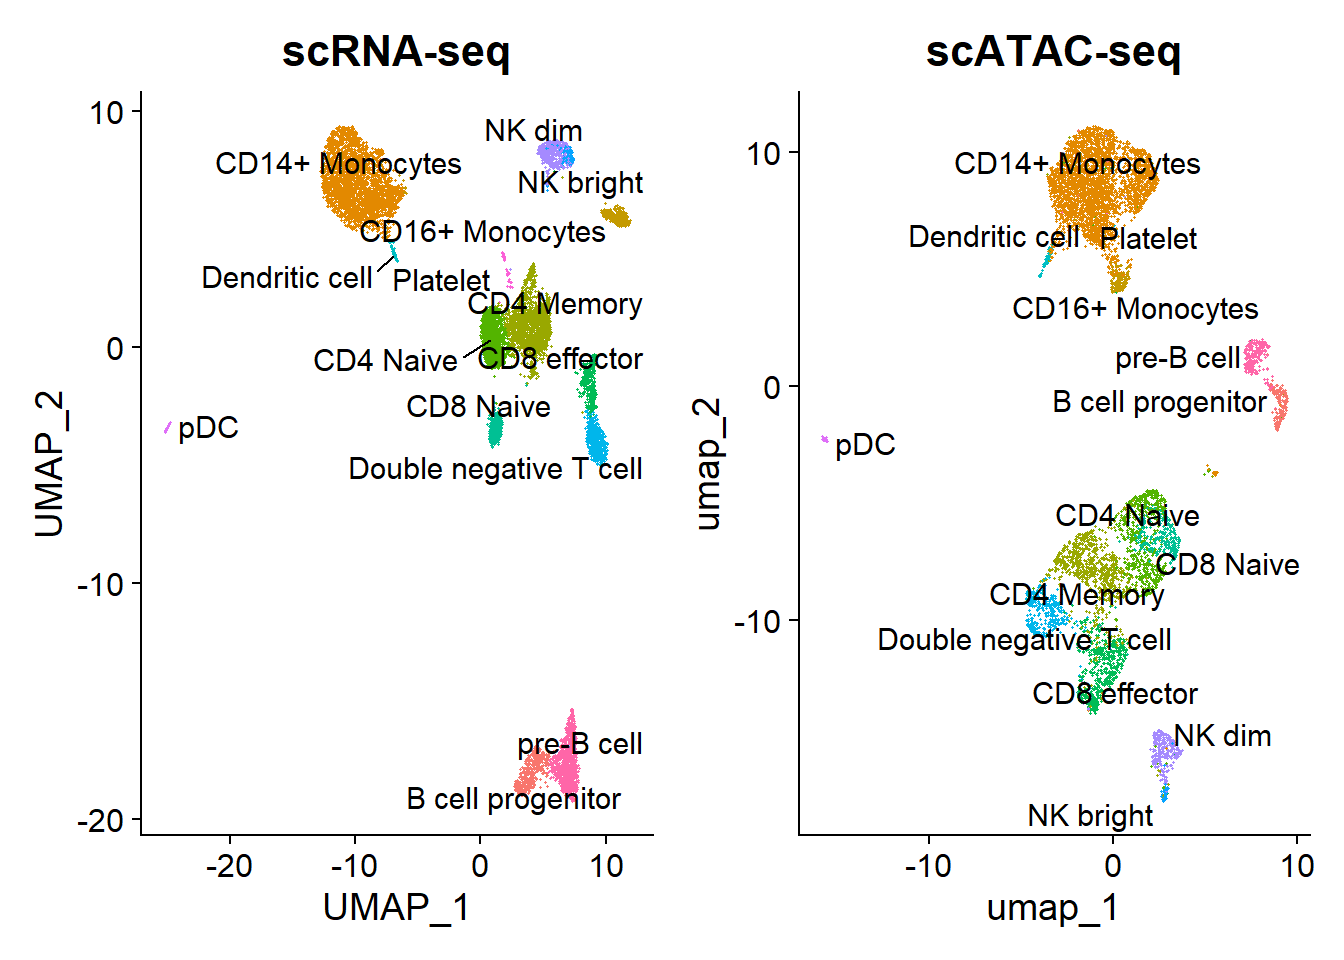 scRNA-seq
10
0
-10
-20
UMAP_2
NK dim
CD14+ Monocytes
NK bright
CD16+ Monocytes
Dendritic cell
Platelet
CD4 Memory
CD4 Naive
CD8 effector
CD8 Naive
pDC
Double negative T cell
pre-B cell
B cell progenitor
-20
-10
0
10
UMAP_1
scATAC-seq
10
0
-10
umap_2
CD14+ Monocytes
Dendritic cell
Platelet
CD16+ Monocytes
pre-B cell
B cell progenitor
pDC
CD4 Naive
CD8 Naive
CD4 Memory
Double negative T cell
CD8 effector
NK dim
NK bright
-10
0
10
umap_1